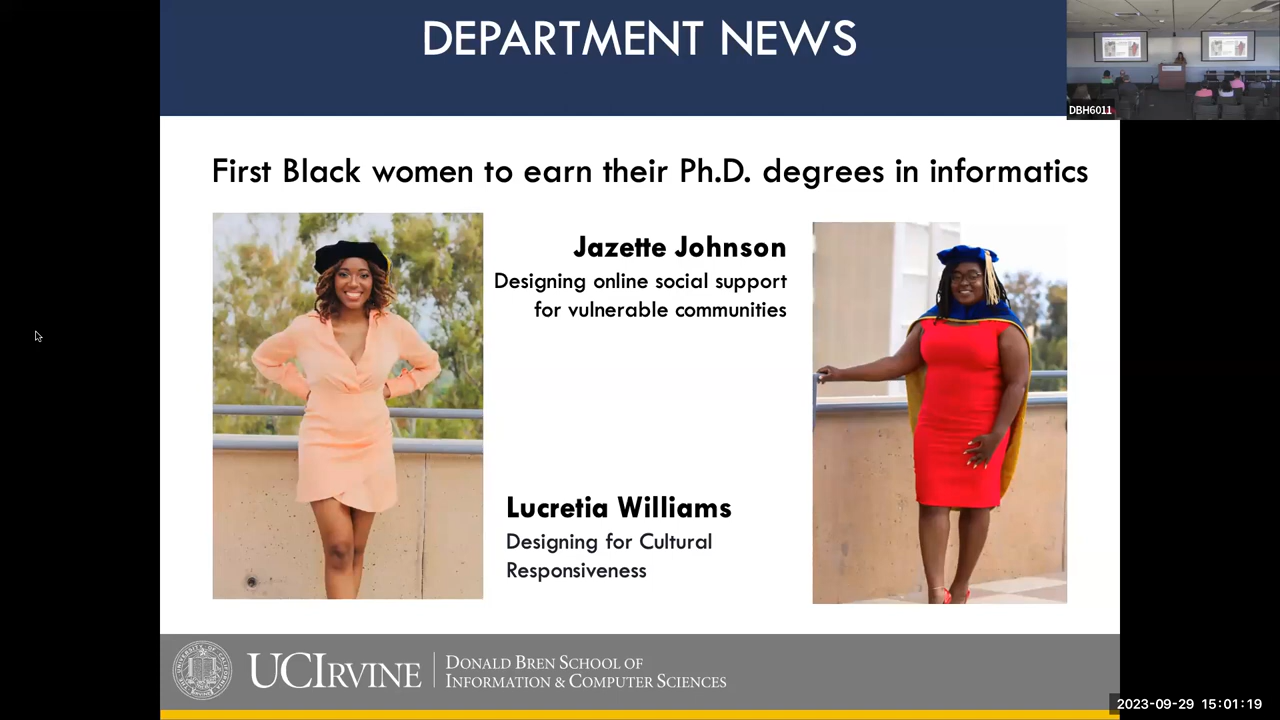 DEPARTMENT NEWS
DBH6011
First Black women to earn their Ph.D. degrees in informatics
Jazette Johnson
Designing online social support
for vulnerable communities
Lucretia Williams
Designing for Cultural
Responsiveness
UCIRVINE
DONALD BREN SCHOOL OF
INFORMATION & COMPUTER SCIENCES
2023-09-29 15:01:19